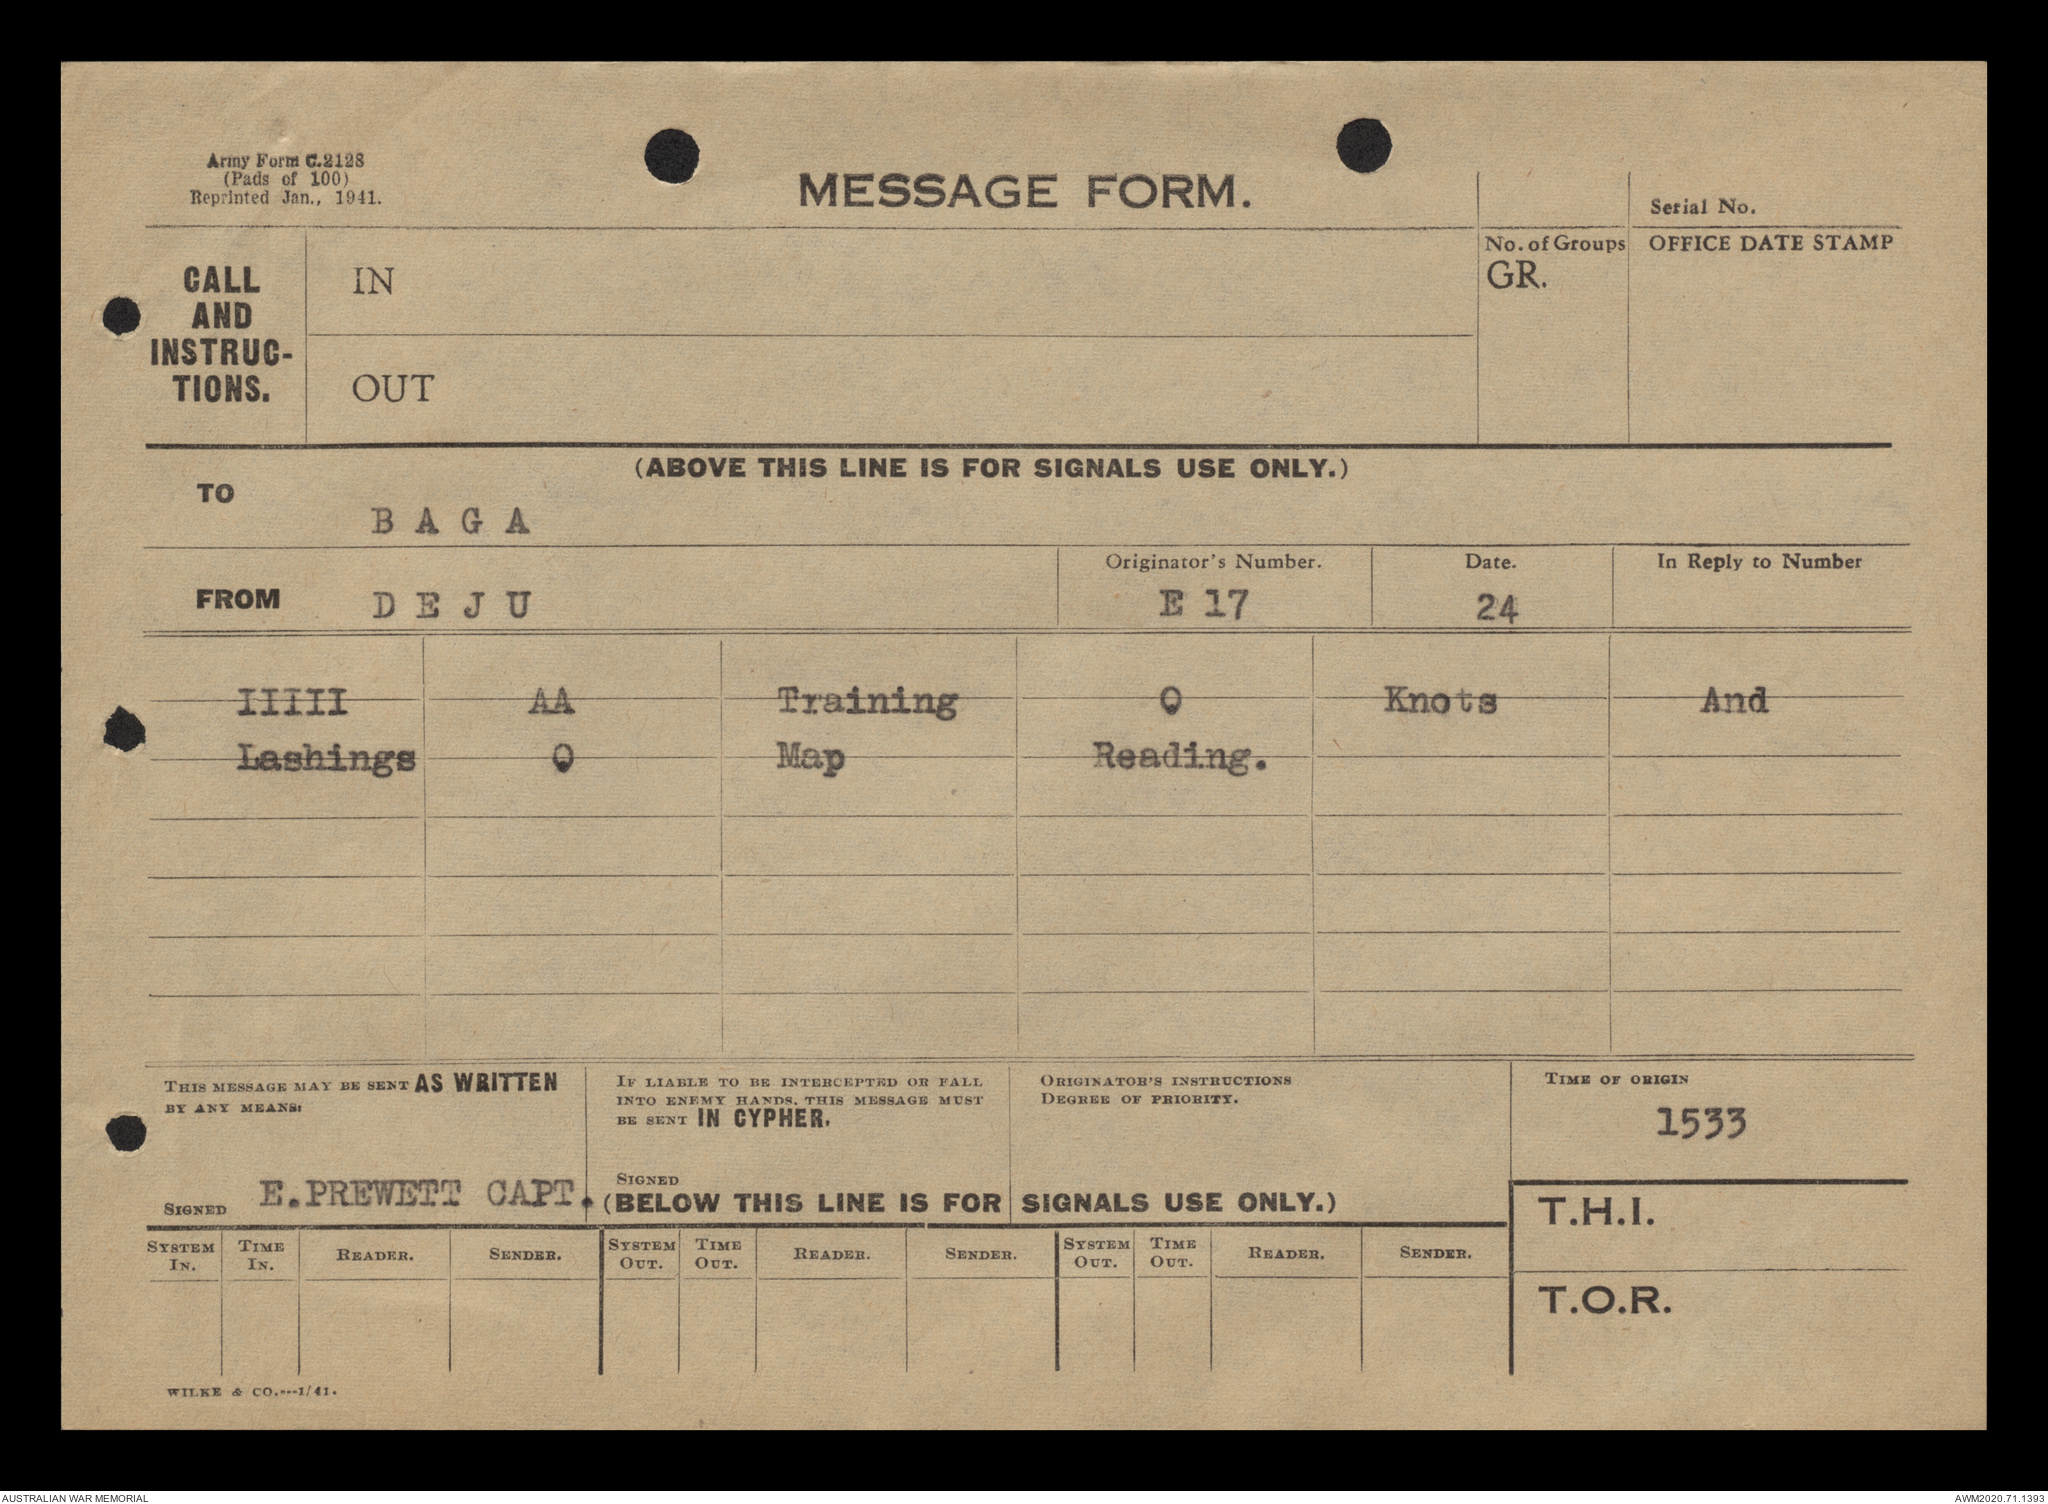 Army Form C.2128
(Pads of 100)
Reprinted Jan., 1941.
MESSAGE FORM.
Serial No.
CALL
AND
INSTRUC-
TIONS.
IN
OUT
No. of Groups
GR.
OFFICE DATE STAMP
(ABOVE THIS LINE IS FOR SIGNALS USE ONLY.)
TO
B A G A
FROM D E J U
Originator's Number.
E 17
Date.
24
In Reply to Number
IIIII AA Training O Knots And
Lashings O Map Reading.
THIS MESSAGE MAY BE SENT AS WRITTEN
BY ANY MEANS:
SIGNED E.PREWETT CAPT.
IF LIABLE TO BE INTERCEPTED OR FALL
INTO ENEMY HANDS, THIS MESSAGE MUST
BE SENT IN CYPHER.
SIGNED
ORIGINATOR'S INSTRUCTIONS
DEGREE OF PRIORITY.
TIME OF ORIGIN
1533
(BELOW THIS LINE IS FOR SIGNALS USE ONLY.)
T.H.I.
T.O.R.
SYSTEM IN. TIME IN. READER. SENDER. SYSTEM OUT. TIME OUT. READER. SENDER. SYSTEM OUT. TIME OUT. READER. SENDER.
WILKE & CO.---1/41.
AUSTRALIAN WAR MEMORIAL
AWM2020.71.1393